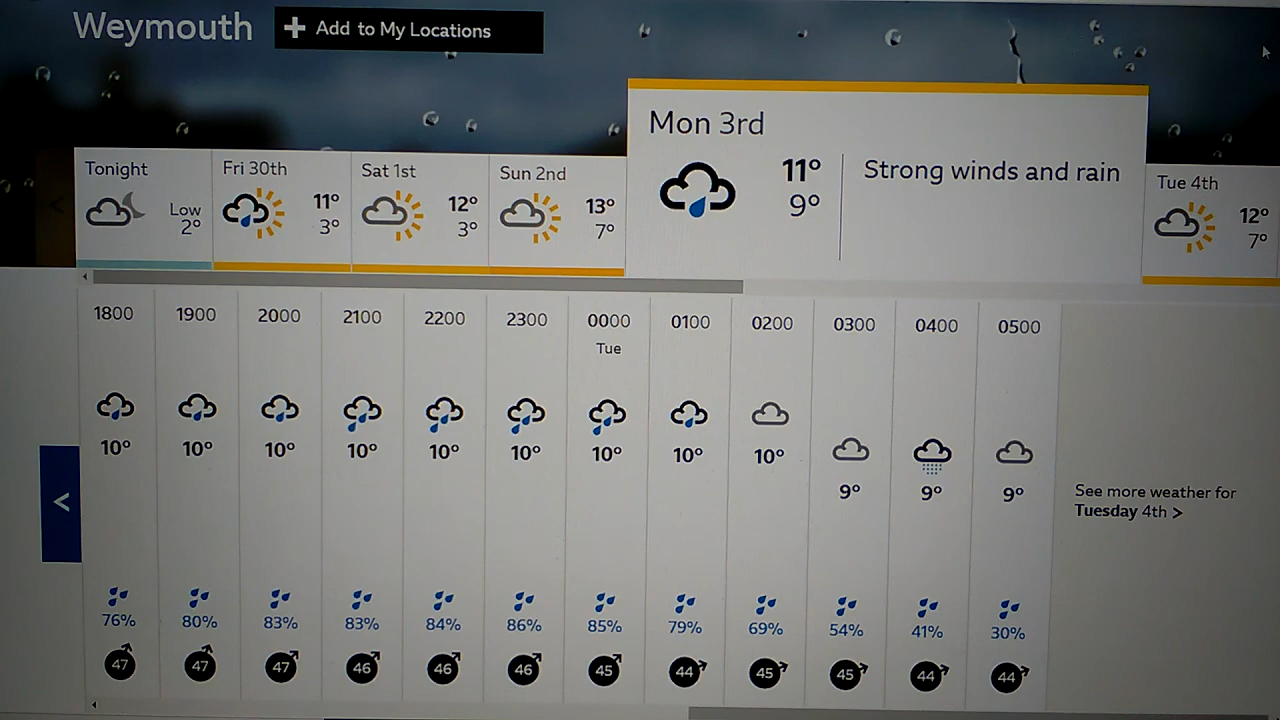 Weymouth
+ Add to My Locations
Tonight
Low
2°
Fri 30th
11°
3°
Sat 1st
12°
3°
Sun 2nd
13°
7°
Mon 3rd
11°
9°
Strong winds and rain
Tue 4th
12°
7°
1800 1900 2000 2100 2200 2300 0000 0100 0200 0300 0400 0500
Tue
10° 10° 10° 10° 10° 10° 10° 10° 10° 9° 9° 9°
See more weather for
Tuesday 4th >
76% 80% 83% 83% 84% 86% 85% 79% 69% 54% 41% 30%
47 47 47 46 46 46 45 44 45 45 44 44